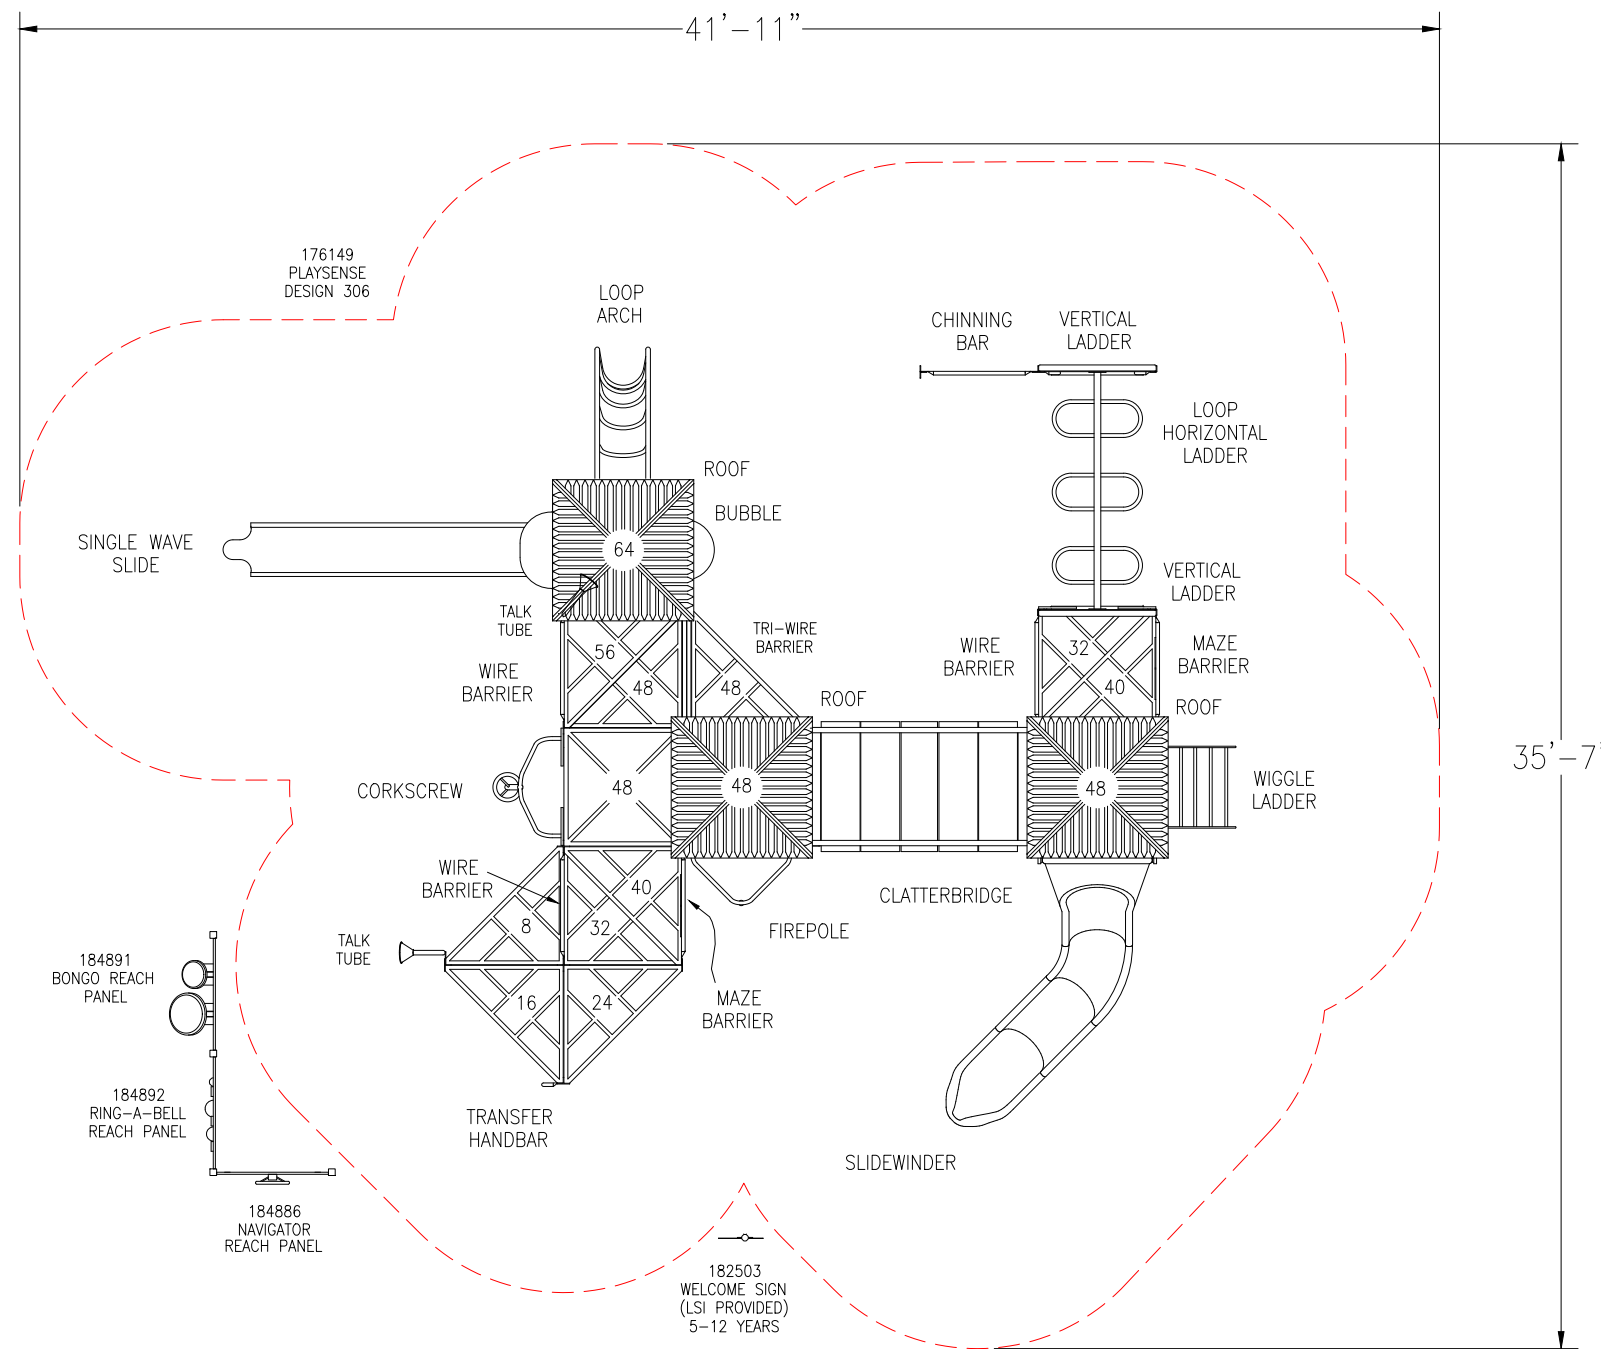 41'-11"
176149
PLAYSENSE
DESIGN 306
LOOP
ARCH
CHINNING
BAR
VERTICAL
LADDER
LOOP
HORIZONTAL
LADDER
ROOF
BUBBLE
SINGLE WAVE
SLIDE
64
VERTICAL
LADDER
TALK
TUBE
TRI-WIRE
BARRIER
WIRE
BARRIER
56
48
48
WIRE
BARRIER
32
40
MAZE
BARRIER
ROOF
ROOF
35'-7
CORKSCREW
48
48
48
WIGGLE
LADDER
WIRE
BARRIER
40
8
32
CLATTERBRIDGE
FIREPOLE
TALK
TUBE
184891
BONGO REACH
PANEL
16
24
MAZE
BARRIER
184892
RING-A-BELL
REACH PANEL
TRANSFER
HANDBAR
SLIDEWINDER
184886
NAVIGATOR
REACH PANEL
182503
WELCOME SIGN
(LSI PROVIDED)
5-12 YEARS